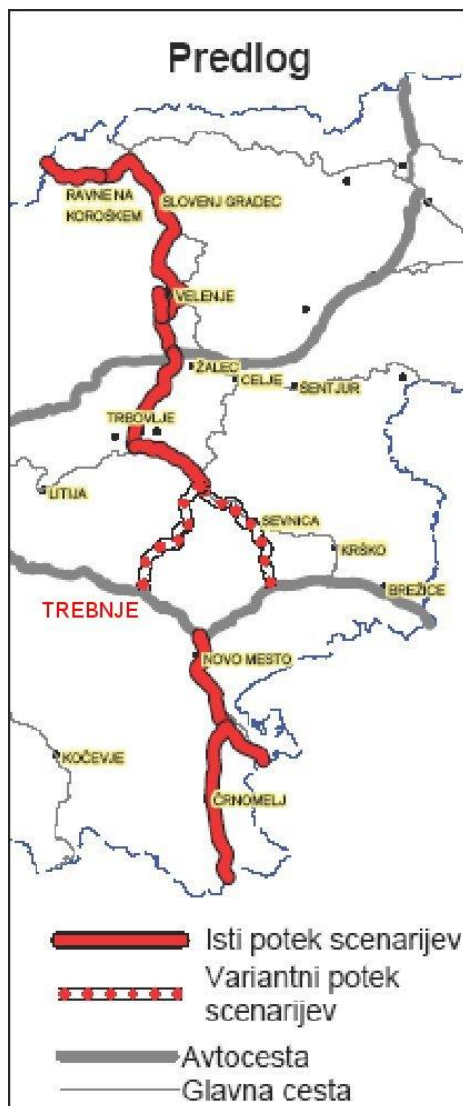 Predlog
RAVNE NA
KOROŠKEM
SLOVENJ GRADEC
VELENJE
ŽALEC
CELJE
ŠENTJUR
TRBOVLJE
LITIJA
SEVNICA
KRŠKO
BREŽICE
TREBNJE
NOVO MESTO
KOČEVJE
ČRNOMELJ
Isti potek scenarijev
Variantni potek
scenarijev
Avtocesta
Glavna cesta